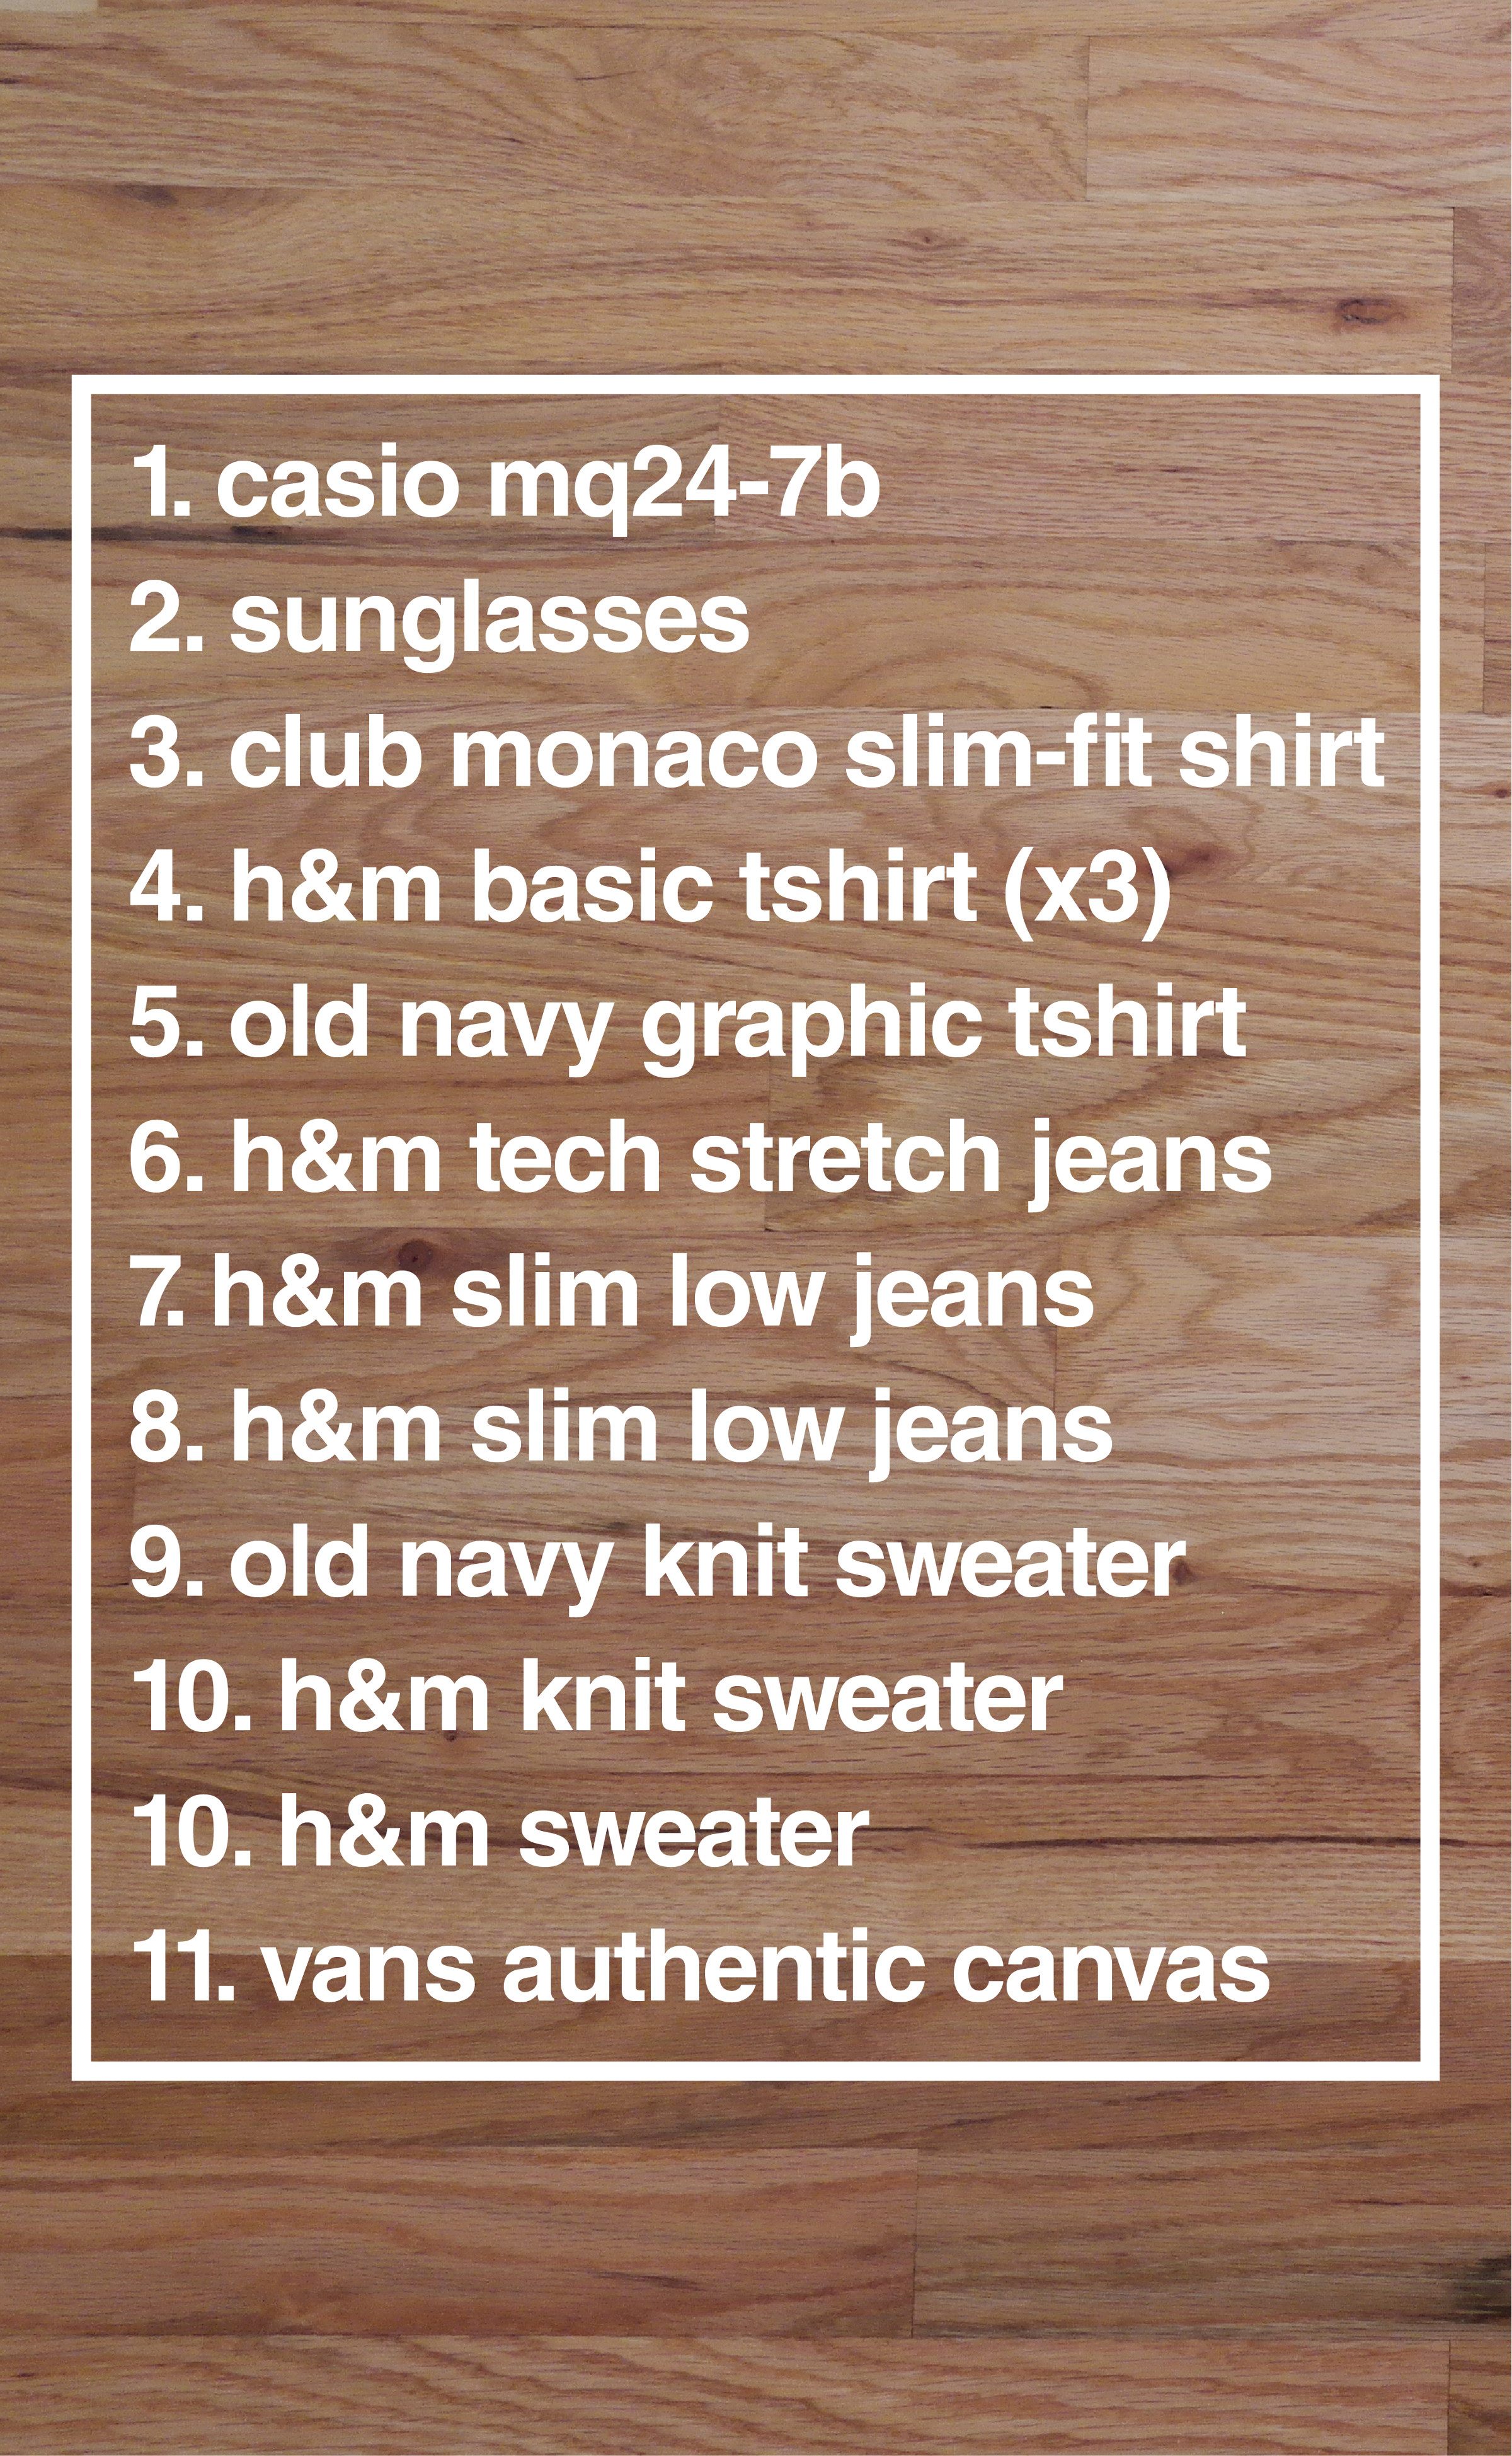 1. casio mq24-7b
2. sunglasses
3. club monaco slim-fit shirt
4. h&m basic tshirt (x3)
5. old navy graphic tshirt
6. h&m tech stretch jeans
7. h&m slim low jeans
8. h&m slim low jeans
9. old navy knit sweater
10. h&m knit sweater
10. h&m sweater
11. vans authentic canvas